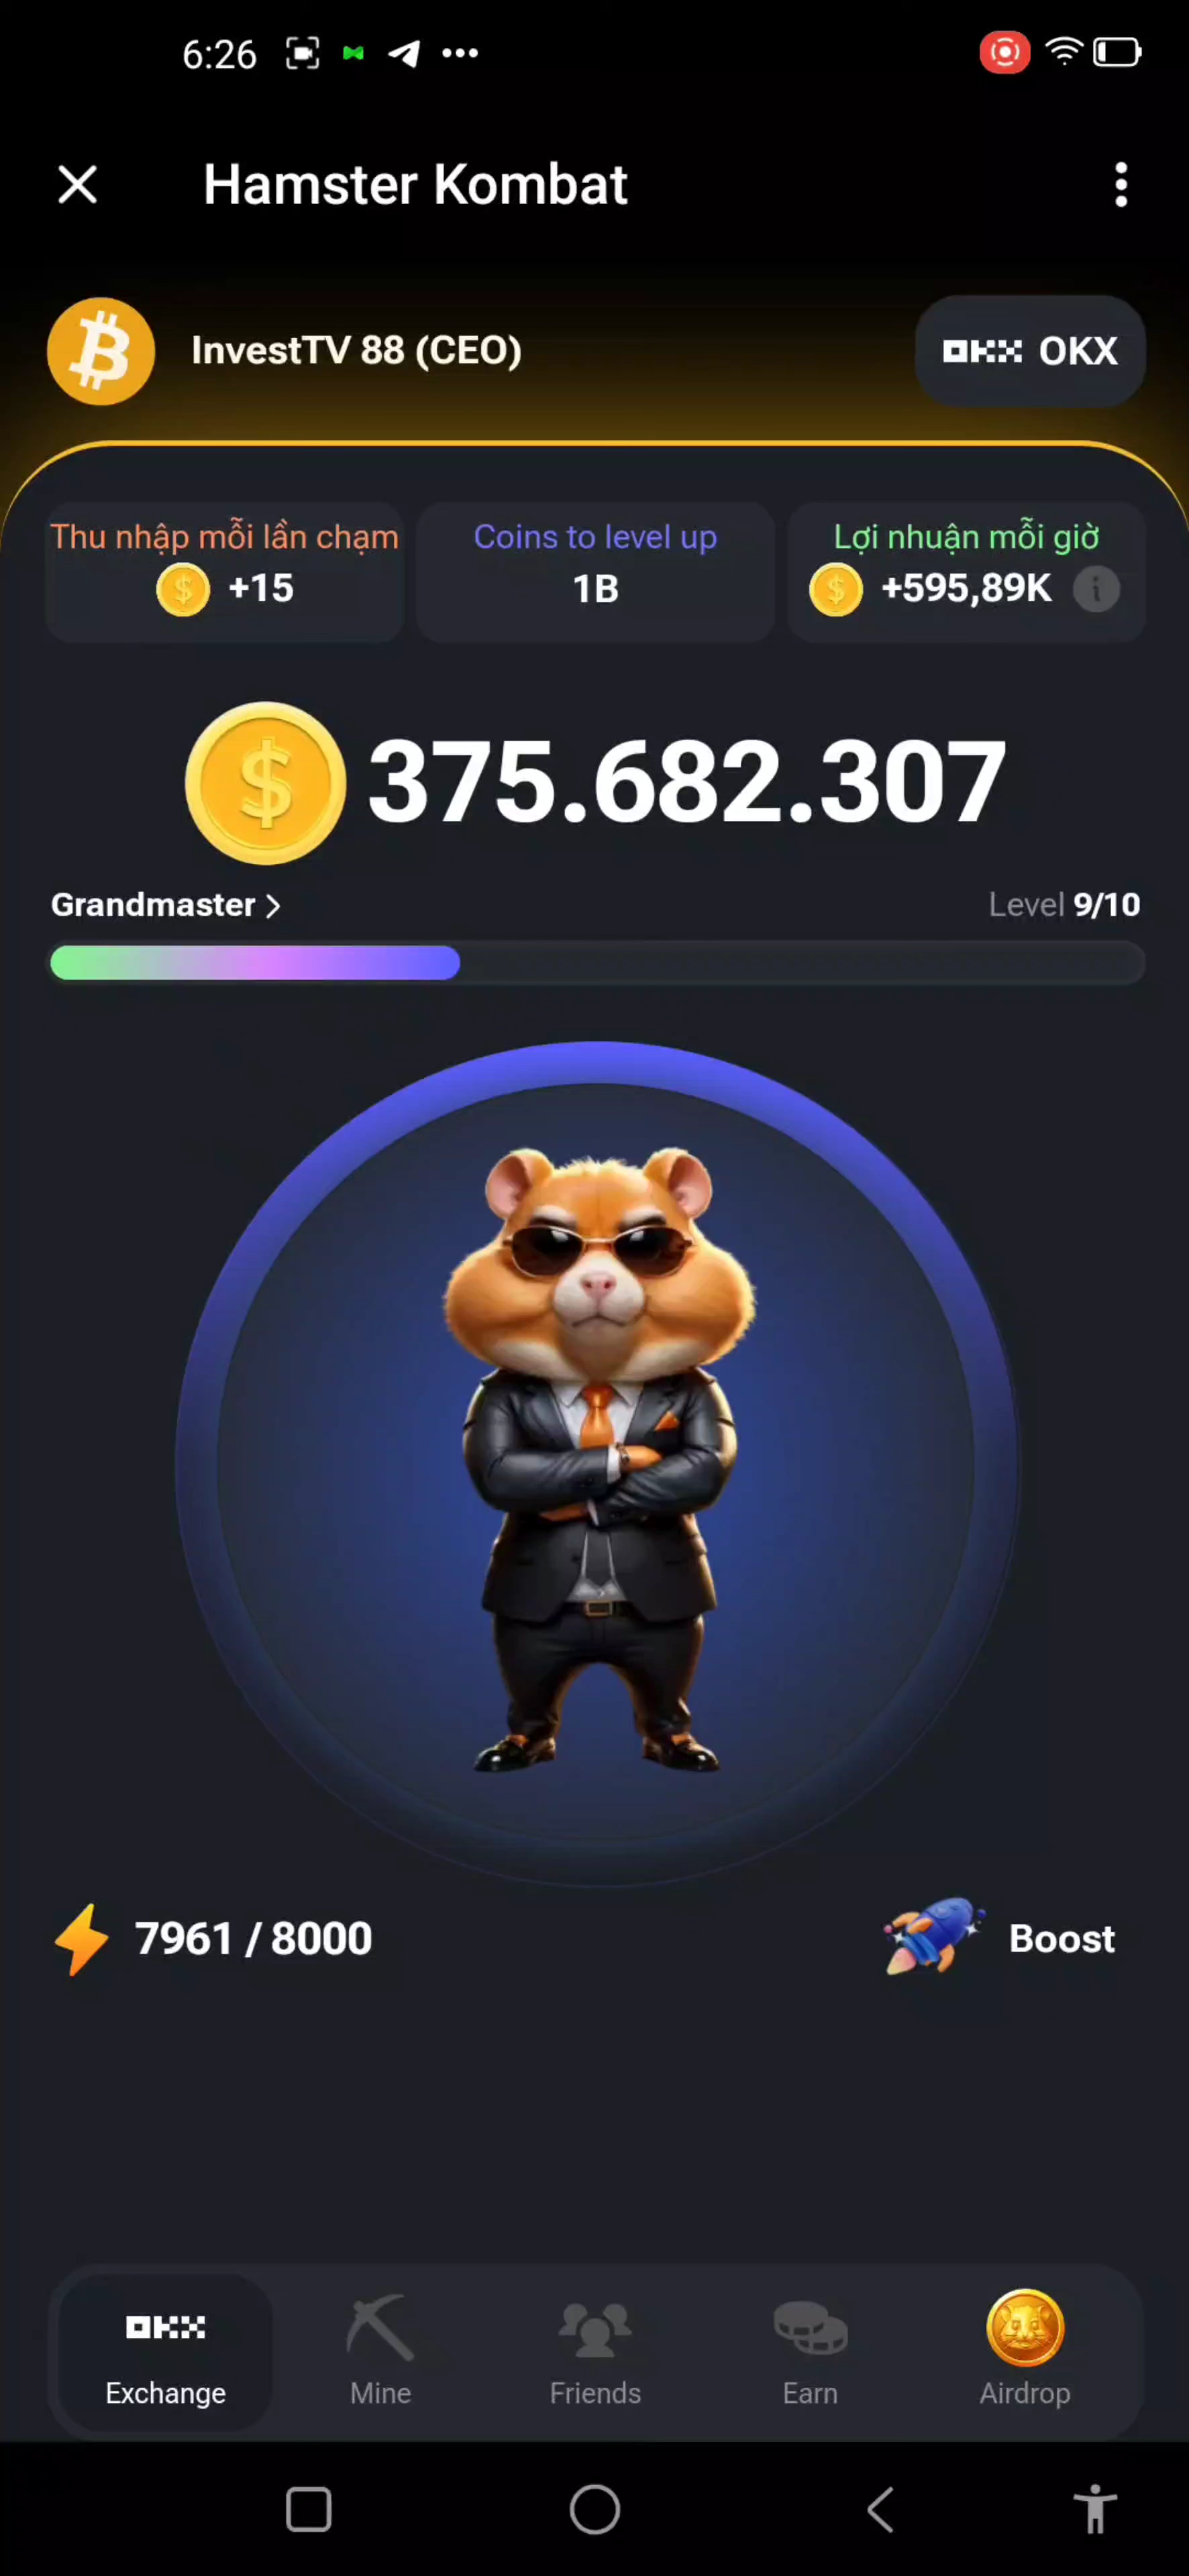 6:26
Hamster Kombat
InvestTV 88 (CEO)
OKX OKX
Thu nhập mỗi lần chạm
+15
Coins to level up
1B
Lợi nhuận mỗi giờ
+595,89K
375.682.307
Grandmaster >
Level 9/10
7961 / 8000
Boost
OKX
Exchange
Mine
Friends
Earn
Airdrop